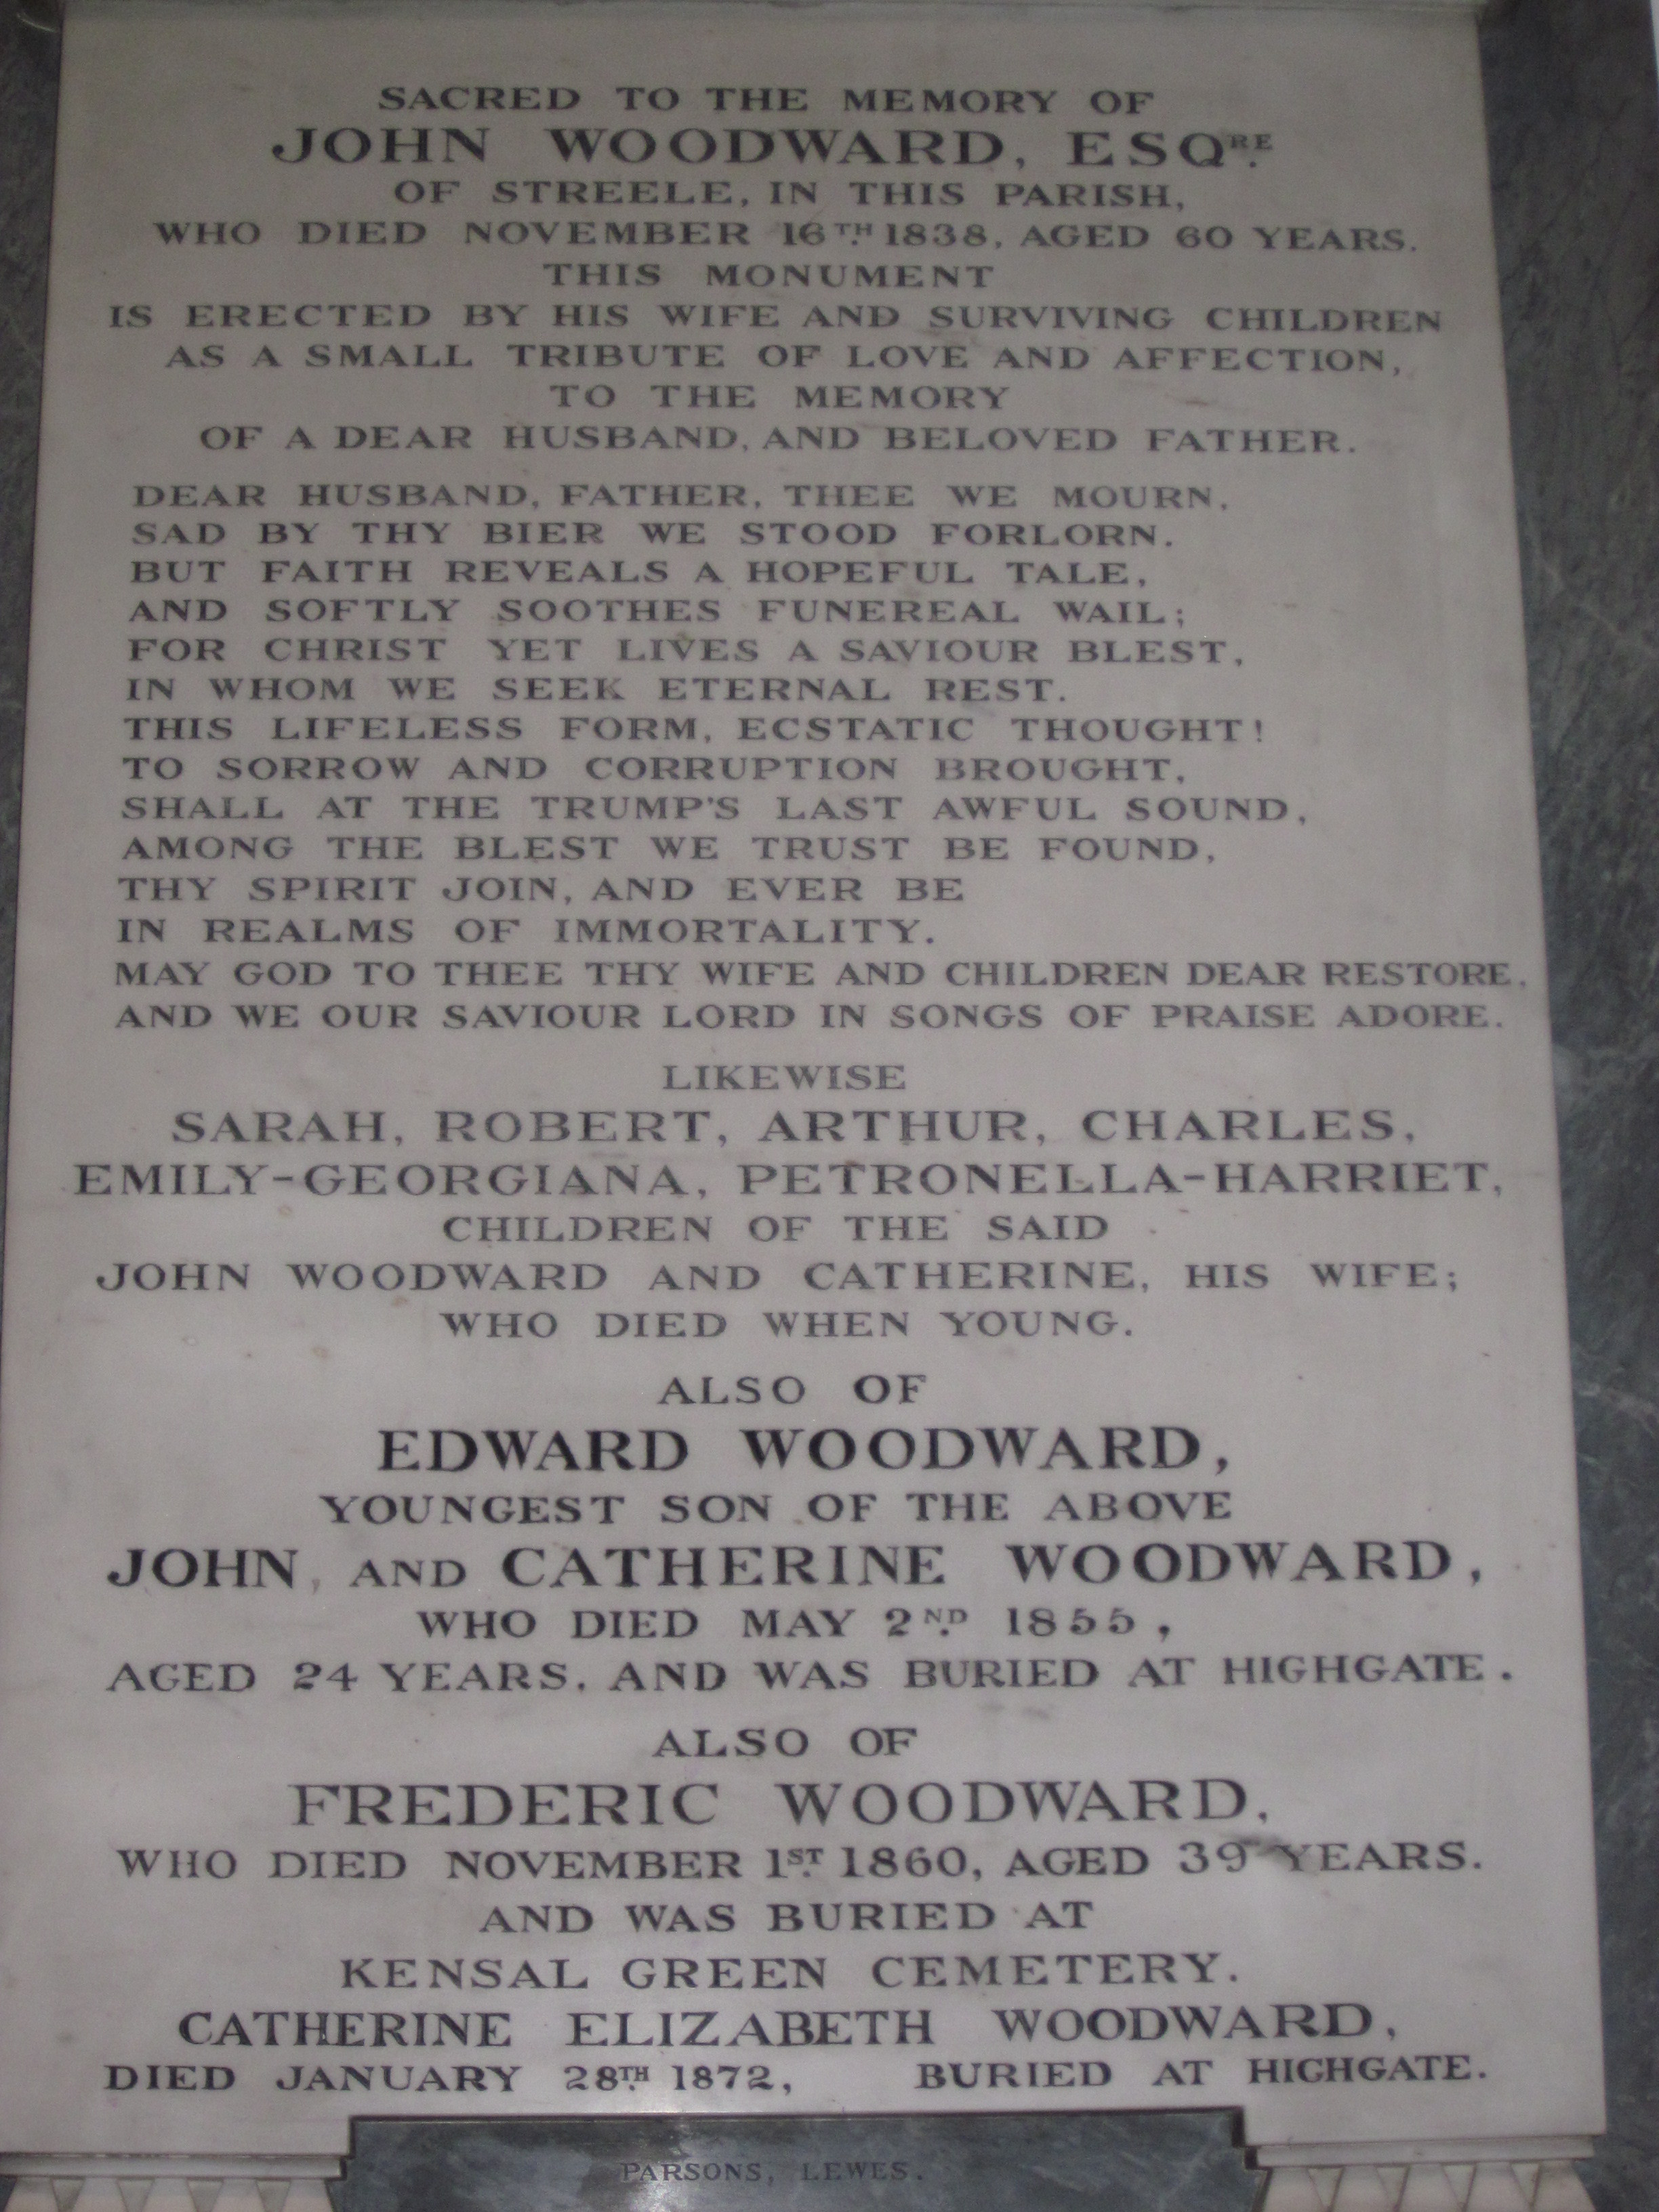 SACRED TO THE MEMORY OF
JOHN WOODWARD, ESQRE.
OF STREELE, IN THIS PARISH,
WHO DIED NOVEMBER 16TH. 1838, AGED 60 YEARS.
THIS MONUMENT
IS ERECTED BY HIS WIFE AND SURVIVING CHILDREN
AS A SMALL TRIBUTE OF LOVE AND AFFECTION,
TO THE MEMORY
OF A DEAR HUSBAND, AND BELOVED FATHER.
DEAR HUSBAND, FATHER, THEE WE MOURN,
SAD BY THY BIER WE STOOD FORLORN.
BUT FAITH REVEALS A HOPEFUL TALE,
AND SOFTLY SOOTHES FUNEREAL WAIL;
FOR CHRIST YET LIVES A SAVIOUR BLEST,
IN WHOM WE SEEK ETERNAL REST.
THIS LIFELESS FORM, ECSTATIC THOUGHT!
TO SORROW AND CORRUPTION BROUGHT,
SHALL AT THE TRUMP'S LAST AWFUL SOUND,
AMONG THE BLEST WE TRUST BE FOUND,
THY SPIRIT JOIN, AND EVER BE
IN REALMS OF IMMORTALITY.
MAY GOD TO THEE THY WIFE AND CHILDREN DEAR RESTORE,
AND WE OUR SAVIOUR LORD IN SONGS OF PRAISE ADORE.
LIKEWISE
SARAH, ROBERT, ARTHUR, CHARLES,
EMILY-GEORGIANA, PETRONELLA-HARRIET,
CHILDREN OF THE SAID
JOHN WOODWARD AND CATHERINE, HIS WIFE;
WHO DIED WHEN YOUNG.
ALSO OF
EDWARD WOODWARD,
YOUNGEST SON OF THE ABOVE
JOHN, AND CATHERINE WOODWARD,
WHO DIED MAY 2ND. 1855,
AGED 24 YEARS, AND WAS BURIED AT HIGHGATE.
ALSO OF
FREDERIC WOODWARD,
WHO DIED NOVEMBER 1ST. 1860, AGED 39 YEARS.
AND WAS BURIED AT
KENSAL GREEN CEMETERY.
CATHERINE ELIZABETH WOODWARD,
DIED JANUARY 28TH. 1872, BURIED AT HIGHGATE.
PARSONS, LEWES.